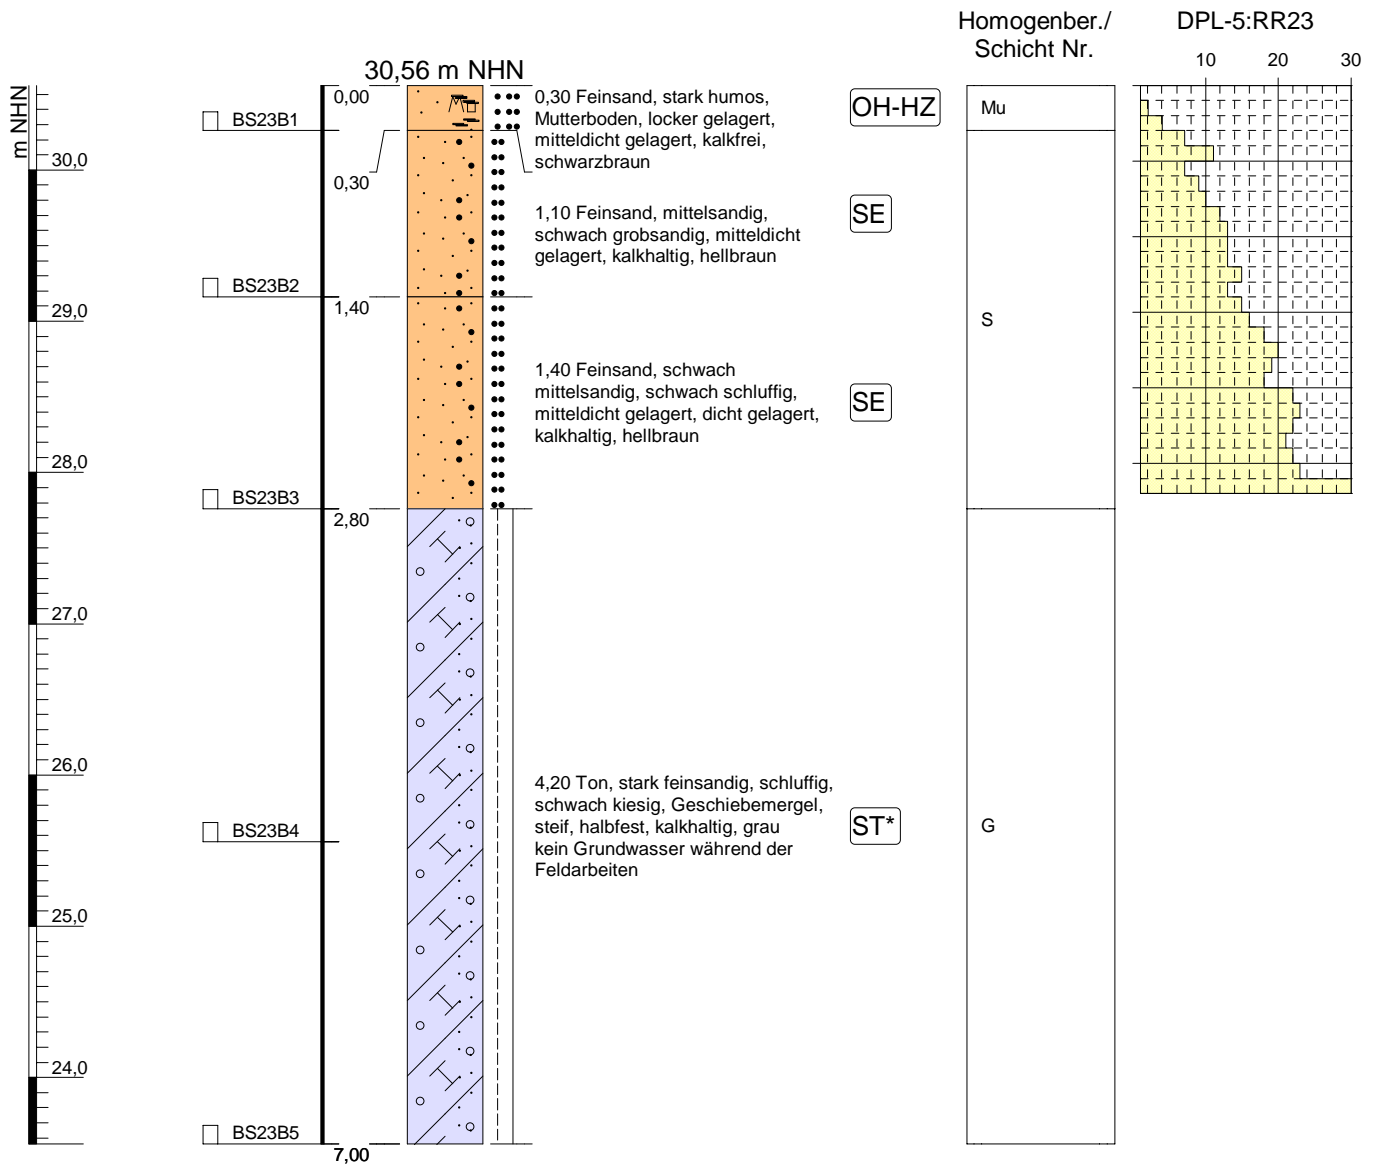 Homogenber./
Schicht Nr.
DPL-5:RR23
10 20 30
30,56 m NHN
m NHN
0,00
BS23B1
0,30 Feinsand, stark humos,
Mutterboden, locker gelagert,
mitteldicht gelagert, kalkfrei,
schwarzbraun
OH-HZ
Mu
30,0
0,30
1,10 Feinsand, mittelsandig,
schwach grobsandig, mitteldicht
gelagert, kalkhaltig, hellbraun
SE
BS23B2
1,40
29,0
S
1,40 Feinsand, schwach
mittelsandig, schwach schluffig,
mitteldicht gelagert, dicht gelagert,
kalkhaltig, hellbraun
SE
28,0
BS23B3
2,80
27,0
26,0
4,20 Ton, stark feinsandig, schluffig,
schwach kiesig, Geschiebemergel,
steif, halbfest, kalkhaltig, grau
kein Grundwasser während der
Feldarbeiten
ST*
G
BS23B4
25,0
24,0
BS23B5
7,00